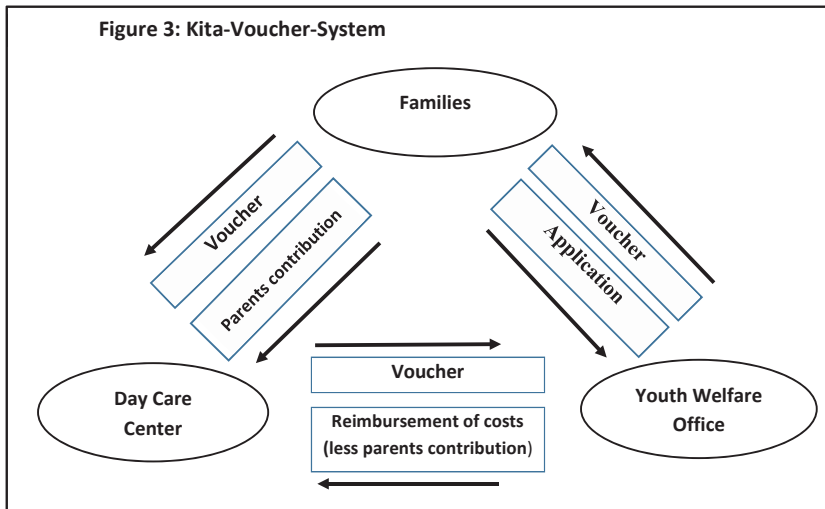 Figure 3: Kita-Voucher-System
Families
Voucher
Parents contribution
Voucher
Application
Day Care
Center
Voucher
Reimbursement of costs
(less parents contribution)
Youth Welfare
Office